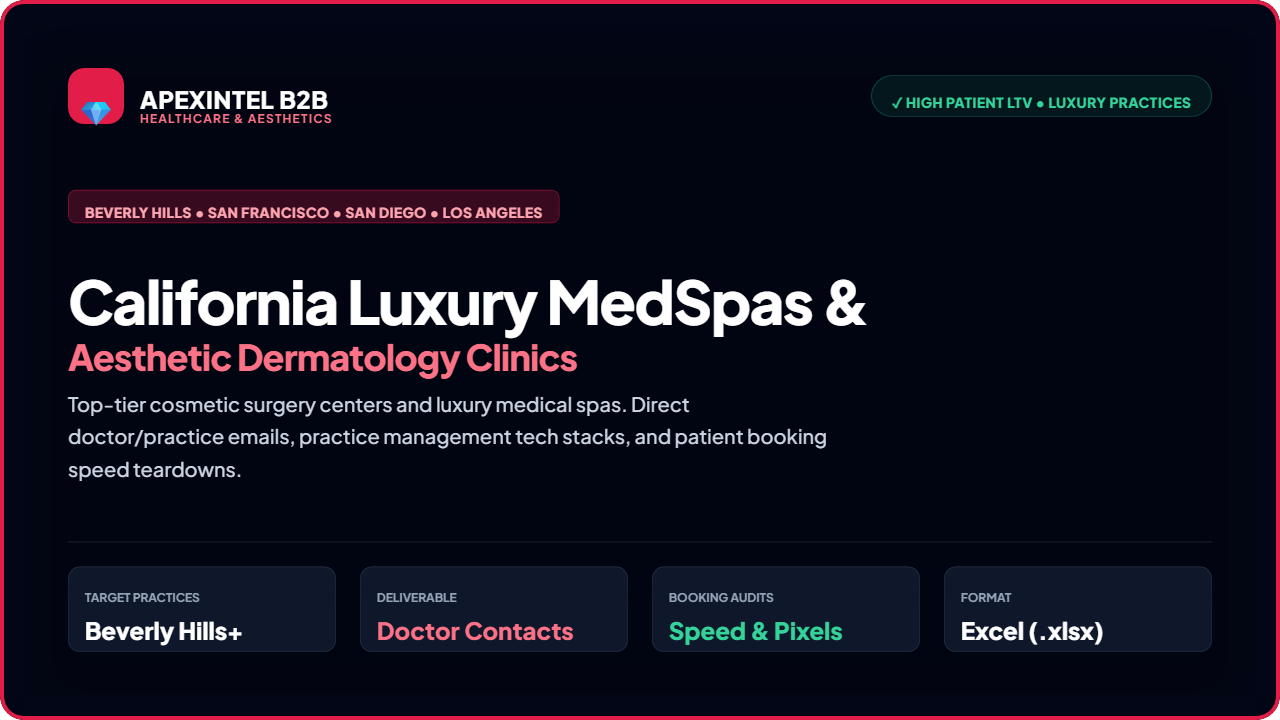 APEXINTEL B2B
HEALTHCARE & AESTHETICS
✓ HIGH PATIENT LTV ● LUXURY PRACTICES
BEVERLY HILLS ● SAN FRANCISCO ● SAN DIEGO ● LOS ANGELES
California Luxury MedSpas &
Aesthetic Dermatology Clinics
Top-tier cosmetic surgery centers and luxury medical spas. Direct
doctor/practice emails, practice management tech stacks, and patient booking
speed teardowns.
TARGET PRACTICES
Beverly Hills+
DELIVERABLE
Doctor Contacts
BOOKING AUDITS
Speed & Pixels
FORMAT
Excel (.xlsx)